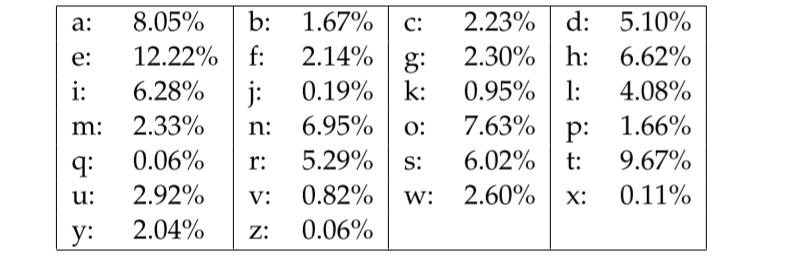 a: 8.05% b: 1.67% c: 2.23% d: 5.10%
e: 12.22% f: 2.14% g: 2.30% h: 6.62%
i: 6.28% j: 0.19% k: 0.95% l: 4.08%
m: 2.33% n: 6.95% o: 7.63% p: 1.66%
q: 0.06% r: 5.29% s: 6.02% t: 9.67%
u: 2.92% v: 0.82% w: 2.60% x: 0.11%
y: 2.04% z: 0.06%